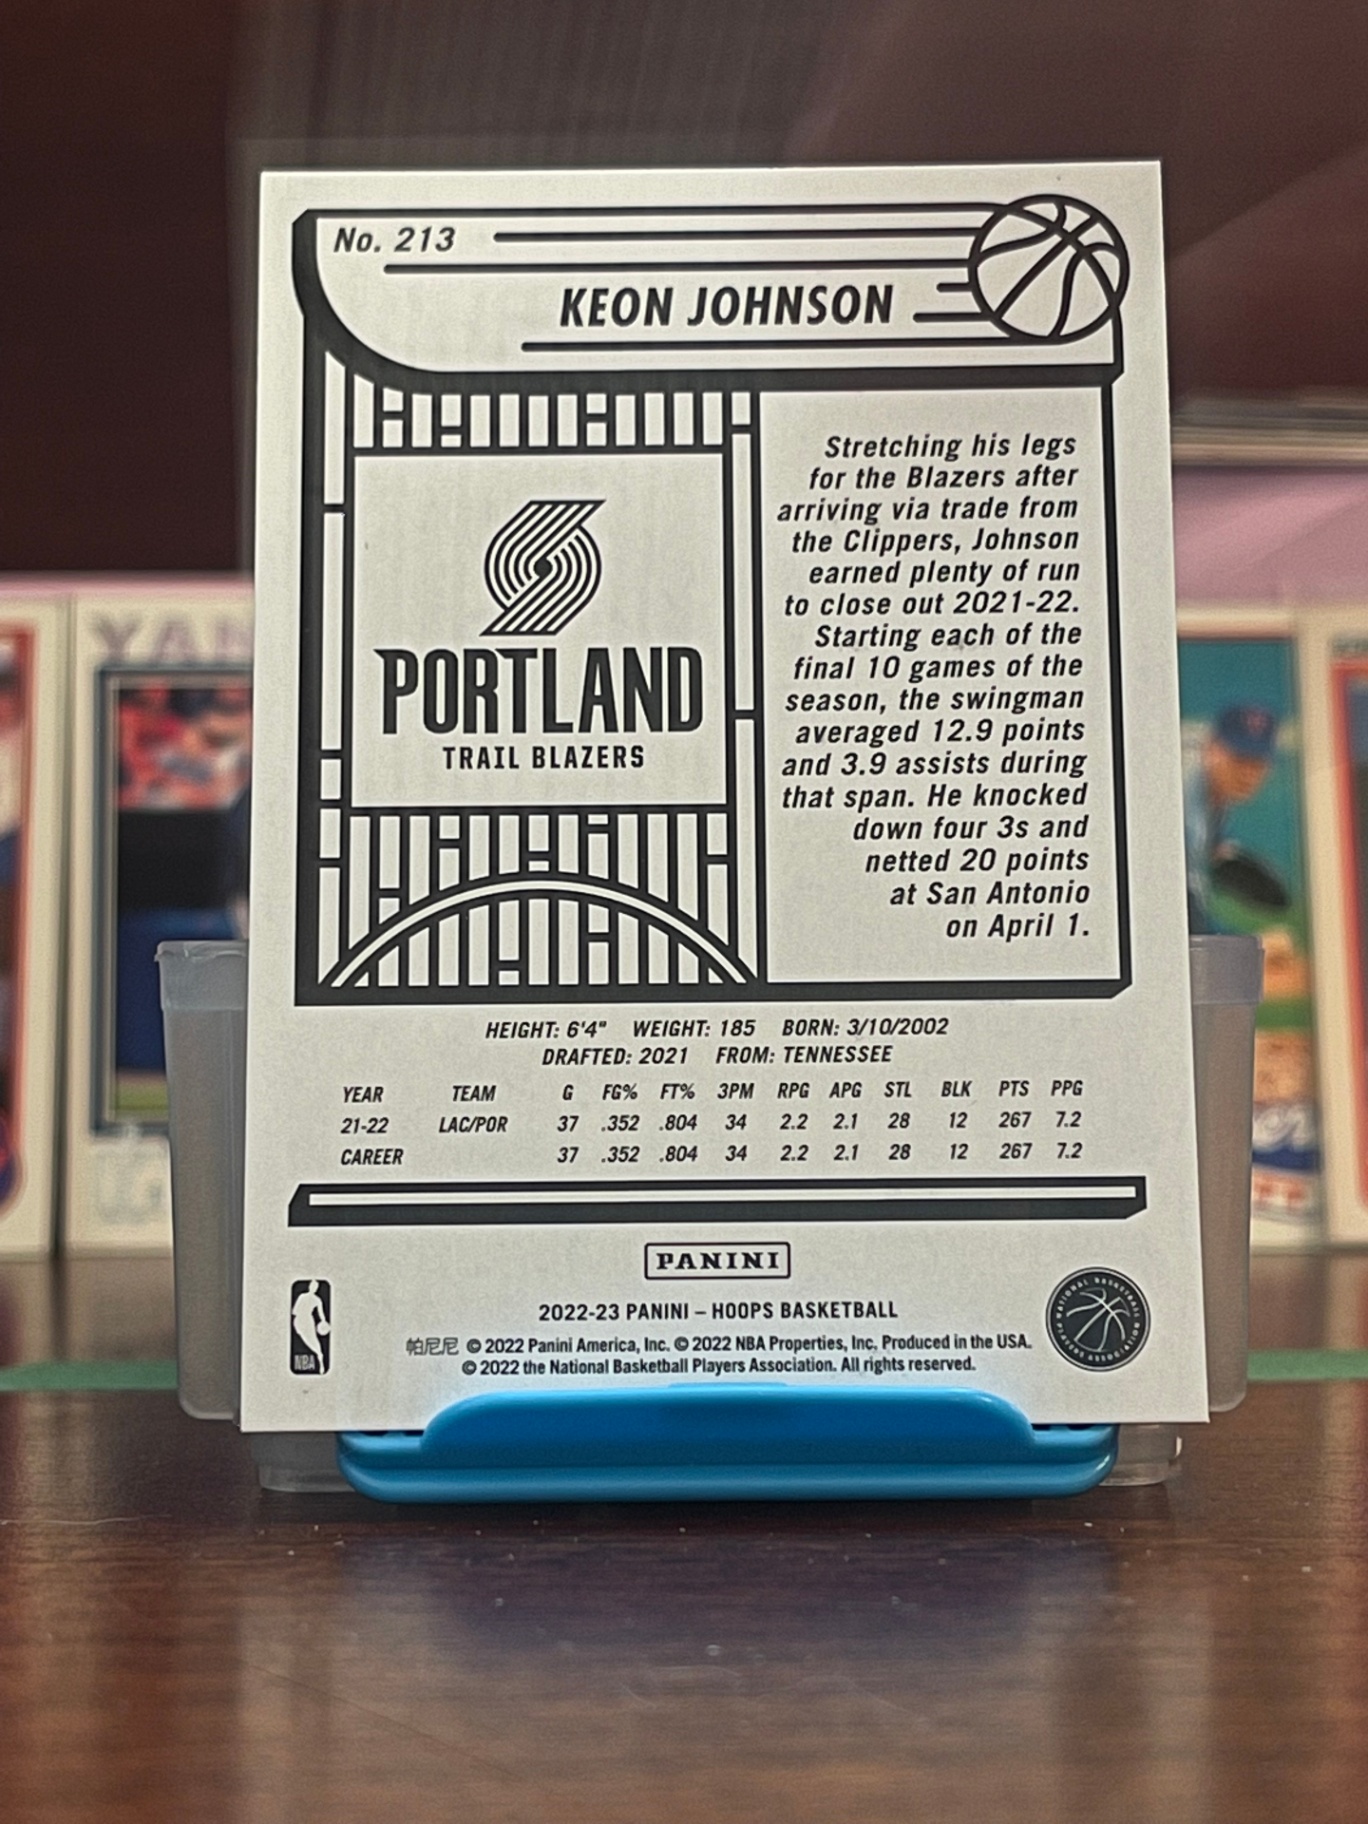 No. 213
KEON JOHNSON
PORTLAND
TRAIL BLAZERS
Stretching his legs
for the Blazers after
arriving via trade from
the Clippers, Johnson
earned plenty of run
to close out 2021-22.
Starting each of the
final 10 games of the
season, the swingman
averaged 12.9 points
and 3.9 assists during
that span. He knocked
down four 3s and
netted 20 points
at San Antonio
on April 1.
HEIGHT: 6'4" WEIGHT: 185 BORN: 3/10/2002
DRAFTED: 2021 FROM: TENNESSEE
YEAR TEAM G FG% FT% 3PM RPG APG STL BLK PTS PPG
21-22 LAC/POR 37 .352 .804 34 2.2 2.1 28 12 267 7.2
CAREER 37 .352 .804 34 2.2 2.1 28 12 267 7.2
PANINI
2022-23 PANINI – HOOPS BASKETBALL
帕尼尼 © 2022 Panini America, Inc. © 2022 NBA Properties, Inc. Produced in the USA.
© 2022 the National Basketball Players Association. All rights reserved.
NBA
NATIONAL BASKETBALL PLAYERS ASSOCIATION
YAN